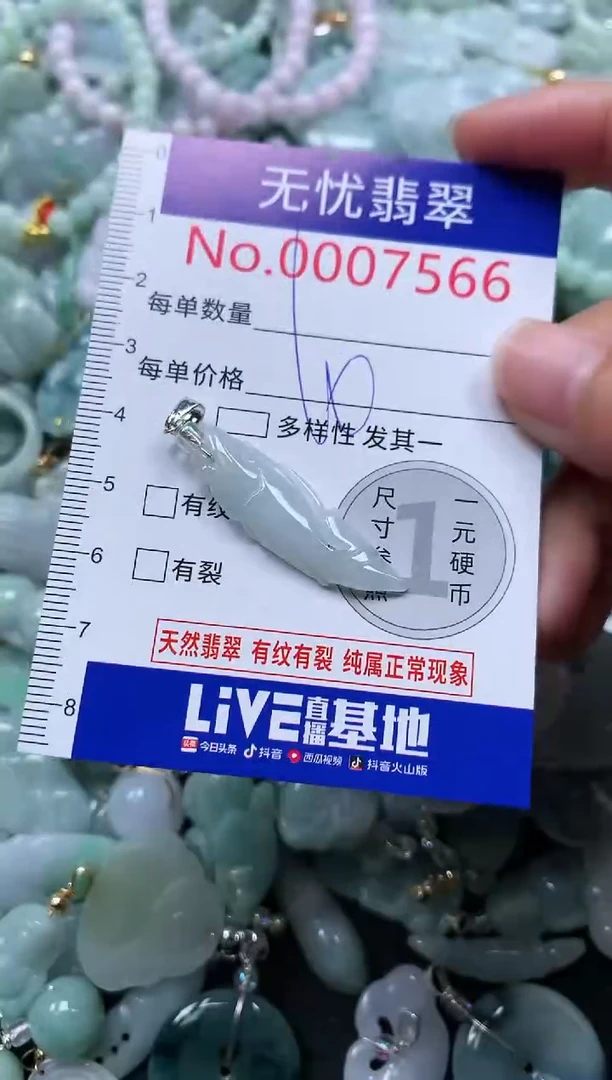 无忧翡翠
No.0007566
每单数量
每单价格
多样性发其一
有纹
有裂
尺寸参照
一元硬币
1
天然翡翠 有纹有裂 纯属正常现象
LiVE直播基地
头条 今日头条 抖音 西瓜视频 抖音火山版
0
1
2
3
4
5
6
7
8